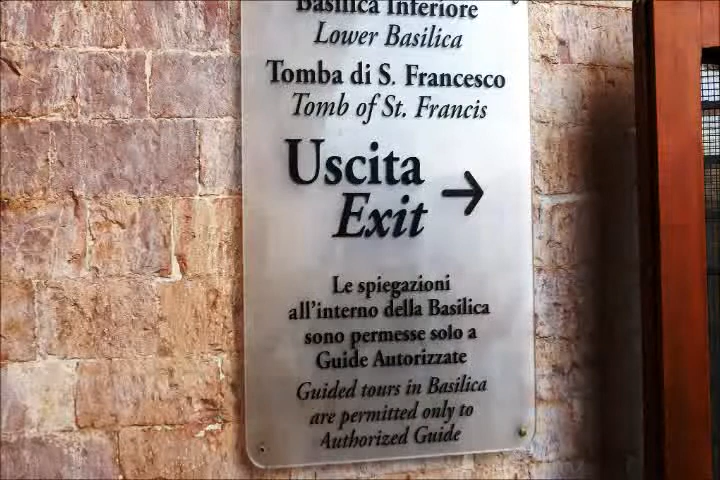 Basilica Inferiore
Lower Basilica
Tomba di S. Francesco
Tomb of St. Francis
Uscita
Exit
Le spiegazioni
all'interno della Basilica
sono permesse solo a
Guide Autorizzate
Guided tours in Basilica
are permitted only to
Authorized Guide